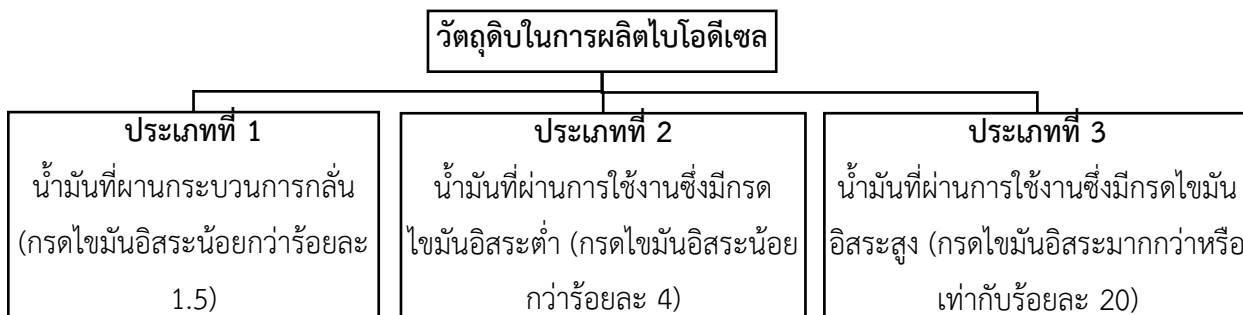 วัตถุดิบในการผลิตไบโอดีเซล
ประเภทที่ 1
น้ำมันที่ผานกระบวนการกลั่น
(กรดไขมันอิสระน้อยกว่าร้อยละ
1.5)
ประเภทที่ 2
น้ำมันที่ผ่านการใช้งานซึ่งมีกรด
ไขมันอิสระต่ำ (กรดไขมันอิสระน้อย
กว่าร้อยละ 4)
ประเภทที่ 3
น้ำมันที่ผ่านการใช้งานซึ่งมีกรดไขมัน
อิสระสูง (กรดไขมันอิสระมากกว่าหรือ
เท่ากับร้อยละ 20)